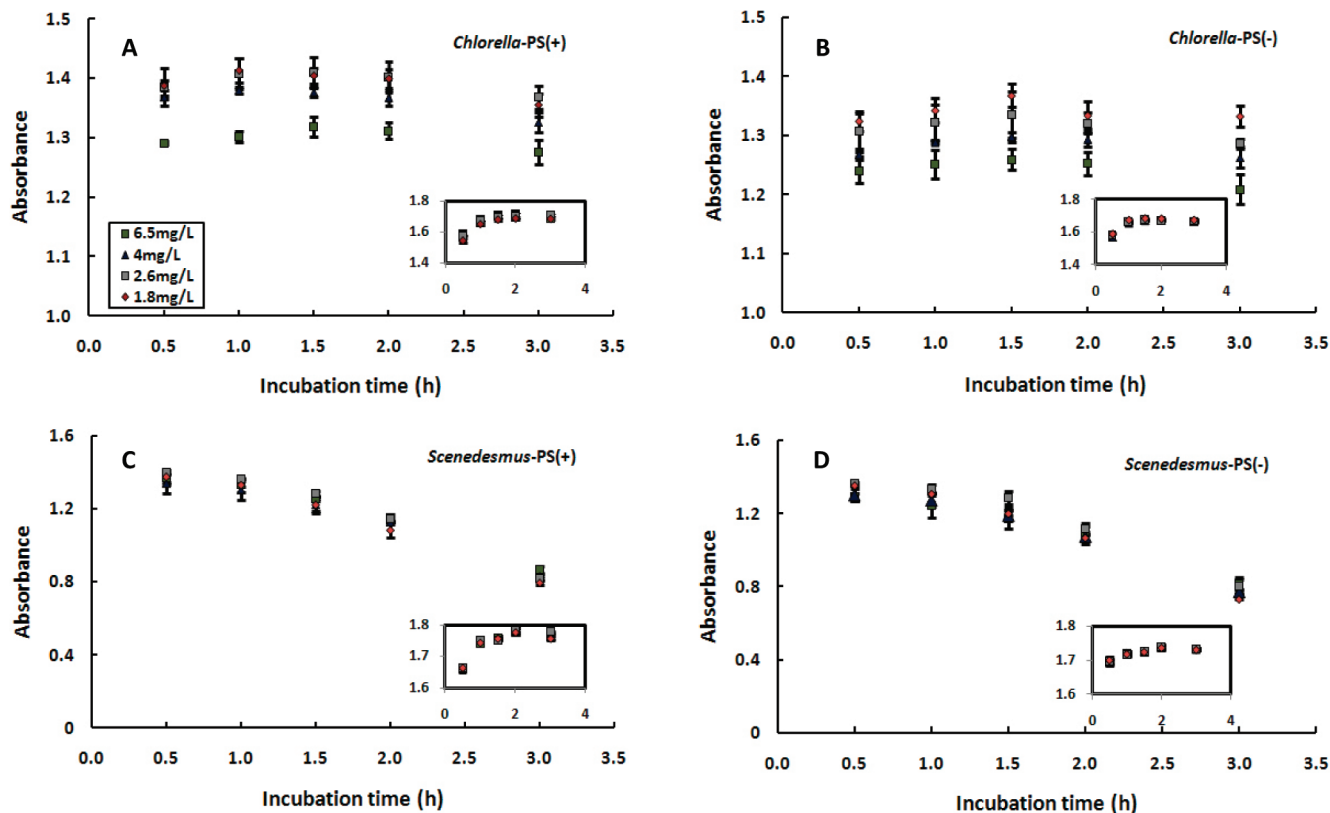 A
Chlorella-PS(+)
Absorbance
1.5
1.4
1.3
1.2
1.1
1.0
6.5mg/L
4mg/L
2.6mg/L
1.8mg/L
1.8
1.6
1.4
0 2 4
0.0 0.5 1.0 1.5 2.0 2.5 3.0 3.5
Incubation time (h)
B
Chlorella-PS(-)
Absorbance
1.5
1.4
1.3
1.2
1.1
1.0
1.8
1.6
1.4
0 2 4
0.0 0.5 1.0 1.5 2.0 2.5 3.0 3.5
Incubation time (h)
C
Scenedesmus-PS(+)
Absorbance
1.6
1.2
0.8
0.4
0
1.8
1.7
1.6
0 2 4
0.0 0.5 1.0 1.5 2.0 2.5 3.0 3.5
Incubation time (h)
D
Scenedesmus-PS(-)
Absorbance
1.6
1.2
0.8
0.4
0
1.8
1.7
1.6
0 2 4
0.0 0.5 1.0 1.5 2.0 2.5 3.0 3.5
Incubation time (h)